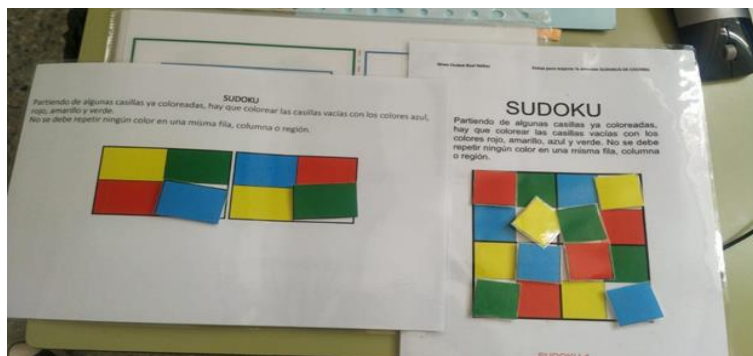 SUDOKU
Partiendo de algunas casillas ya coloreadas, hay que colorear las casillas vacías con los colores azul,
rojo, amarillo y verde.
No se debe repetir ningún color en una misma fila, columna o región.
SUDOKU
Partiendo de algunas casillas ya coloreadas,
hay que colorear las casillas vacías con los
colores rojo, amarillo, azul y verde. No se debe
repetir ningún color en una misma fila, columna
o región.